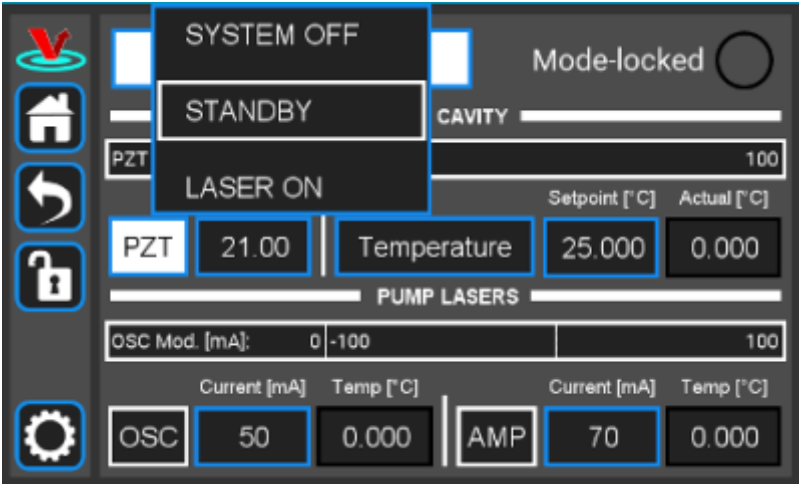 SYSTEM OFF
STANDBY
LASER ON
Mode-locked
CAVITY
PZT 100
Setpoint [°C] Actual [°C]
PZT 21.00 Temperature 25.000 0.000
PUMP LASERS
OSC Mod. [mA]: 0 -100 100
Current [mA] Temp [°C] Current [mA] Temp [°C]
OSC 50 0.000 AMP 70 0.000